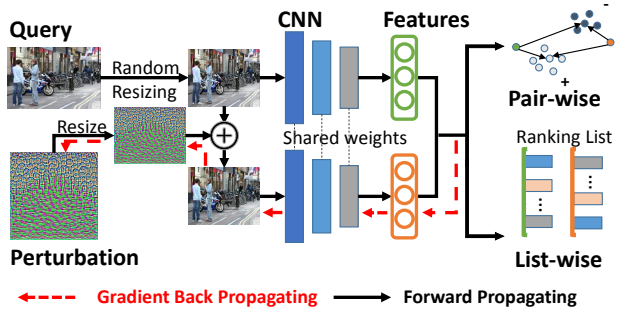 Query
CNN
Features
Random
Resizing
-
+
Pair-wise
Resize
+
Shared weights
Ranking List
...
...
Perturbation
List-wise
Gradient Back Propagating
Forward Propagating